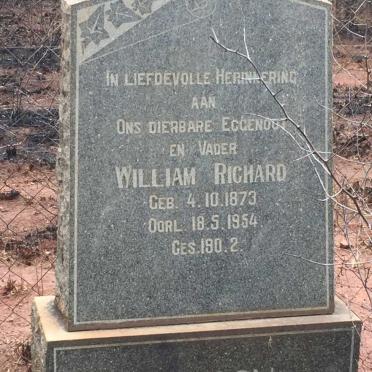 IN LIEFDEVOLLE HERINNERING
AAN
ONS DIERBARE EGGENOOT
EN VADER
WILLIAM RICHARD
GEB. 4.10.1873
OORL. 18.5.1954
GES. 190. 2.